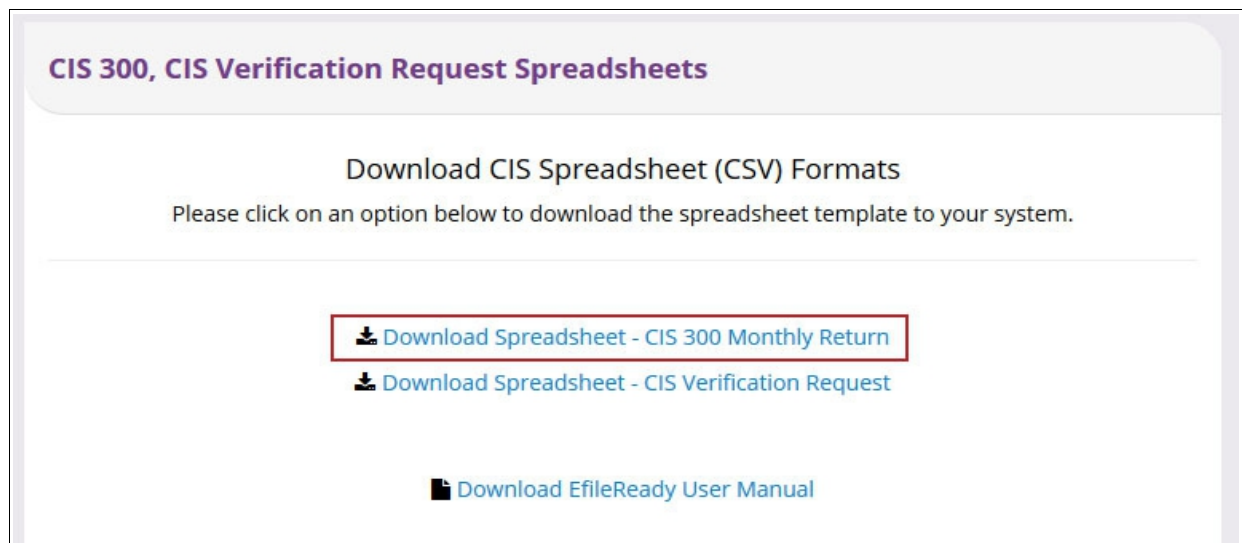 CIS 300, CIS Verification Request Spreadsheets
Download CIS Spreadsheet (CSV) Formats
Please click on an option below to download the spreadsheet template to your system.
Download Spreadsheet - CIS 300 Monthly Return
Download Spreadsheet - CIS Verification Request
Download EfileReady User Manual